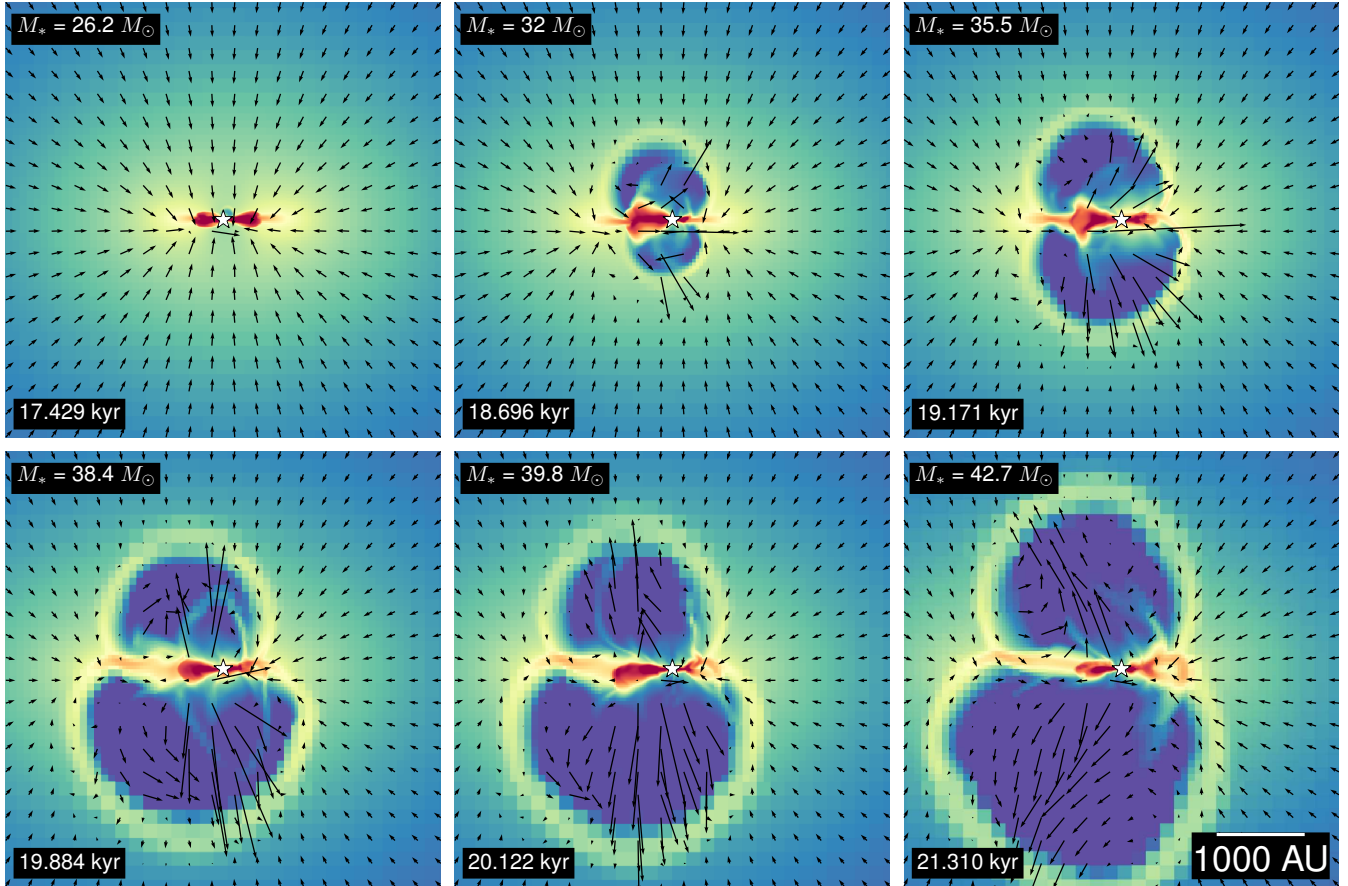 M* = 26.2 M⊙
M* = 32 M⊙
M* = 35.5 M⊙
17.429 kyr
18.696 kyr
19.171 kyr
M* = 38.4 M⊙
M* = 39.8 M⊙
M* = 42.7 M⊙
19.884 kyr
20.122 kyr
21.310 kyr
1000 AU